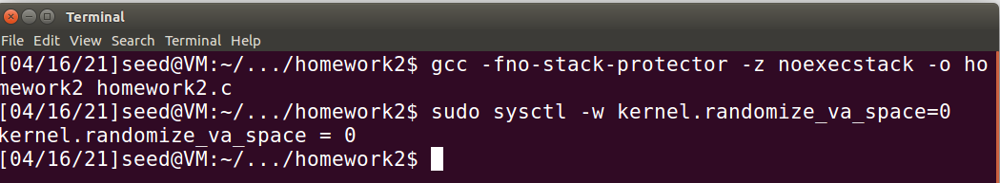 Terminal
File Edit View Search Terminal Help
[04/16/21]seed@VM:~/.../homework2$ gcc -fno-stack-protector -z noexecstack -o ho
mework2 homework2.c
[04/16/21]seed@VM:~/.../homework2$ sudo sysctl -w kernel.randomize_va_space=0
kernel.randomize_va_space = 0
[04/16/21]seed@VM:~/.../homework2$